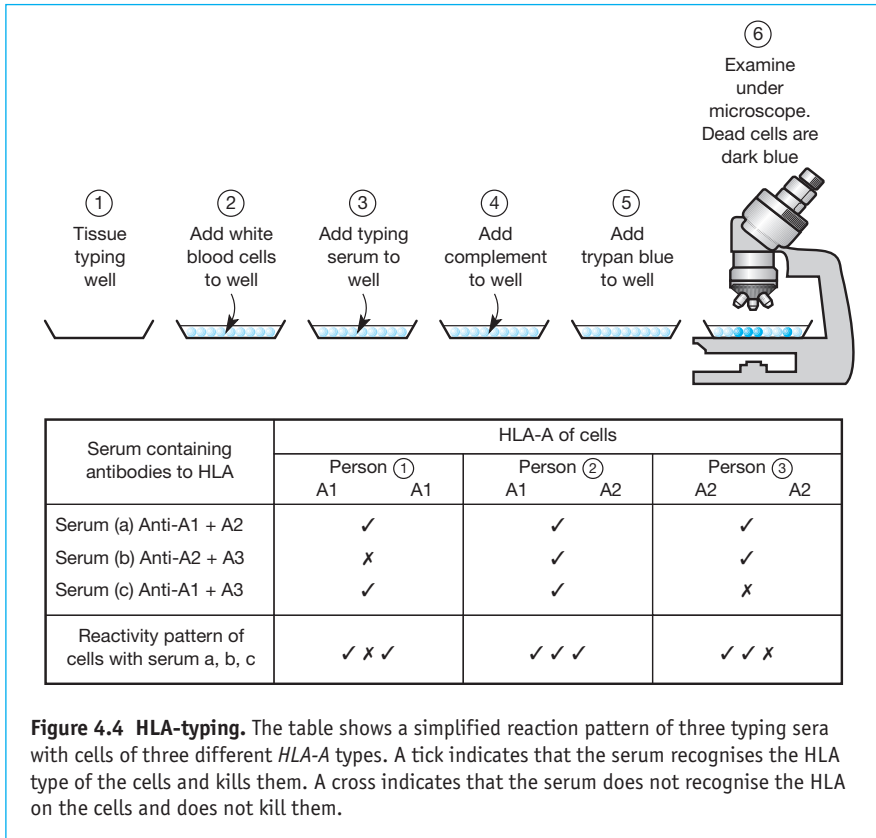 ①
Tissue
typing
well
②
Add white
blood cells
to well
③
Add typing
serum to
well
④
Add
complement
to well
⑤
Add
trypan blue
to well
⑥
Examine
under
microscope.
Dead cells are
dark blue
Serum containing
antibodies to HLA
HLA-A of cells
Person ①
A1 A1
Person ②
A1 A2
Person ③
A2 A2
Serum (a) Anti-A1 + A2 ✓ ✓ ✓
Serum (b) Anti-A2 + A3 ✗ ✓ ✓
Serum (c) Anti-A1 + A3 ✓ ✓ ✗
Reactivity pattern of
cells with serum a, b, c
✓ ✗ ✓ ✓ ✓ ✓ ✓ ✓ ✗
Figure 4.4 HLA-typing. The table shows a simplified reaction pattern of three typing sera
with cells of three different HLA-A types. A tick indicates that the serum recognises the HLA
type of the cells and kills them. A cross indicates that the serum does not recognise the HLA
on the cells and does not kill them.